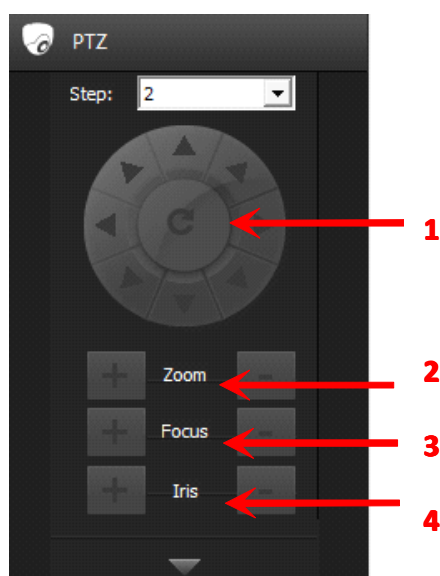 PTZ
Step: 2
1
+ Zoom -
2
+ Focus -
3
+ Iris -
4